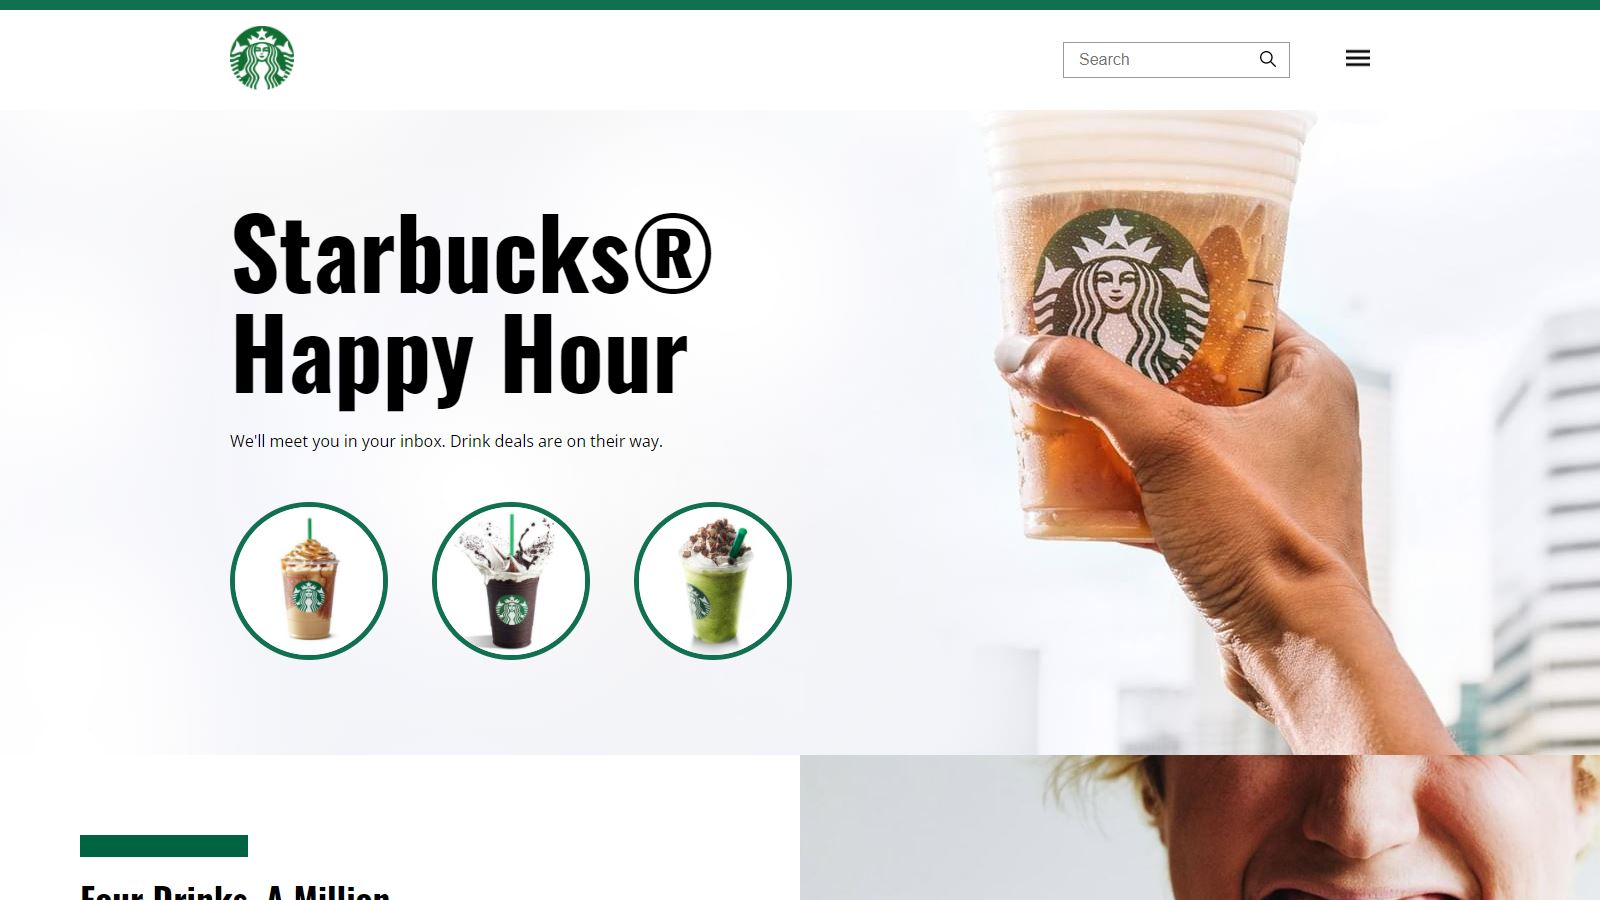 Search
Starbucks®
Happy Hour
We'll meet you in your inbox. Drink deals are on their way.
Four Drinks. A Million